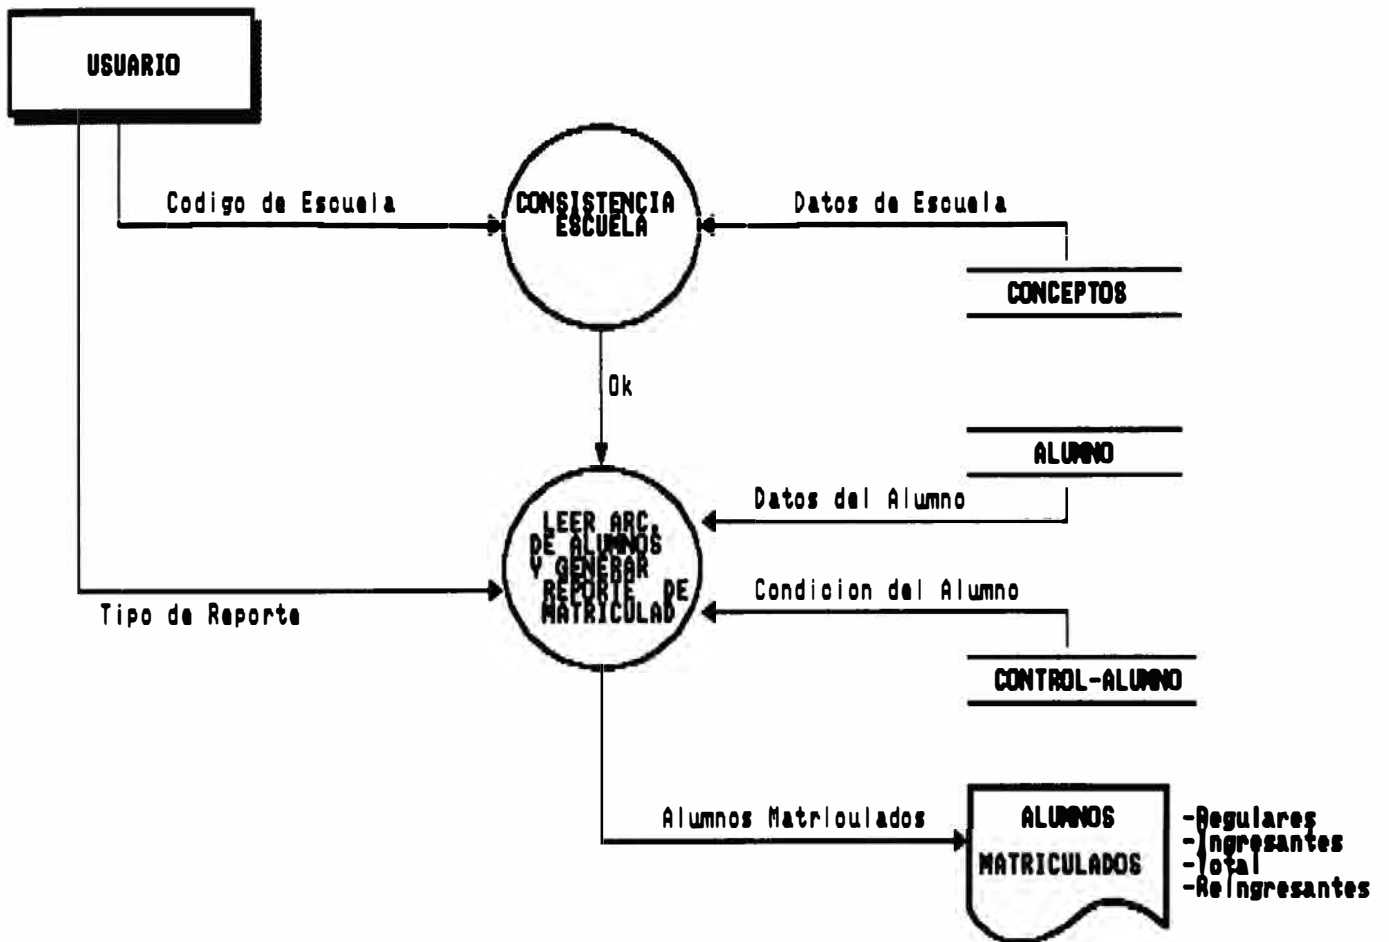 USUARIO
Codigo de Escuela
CONSISTENCIA
ESCUELA
Datos de Escuela
CONCEPTOS
Ok
ALUMNO
Datos del Alumno
LEER ARC.
DE ALUMNOS
Y GENERAR
REPORTE DE
MATRICULAD
Condicion del Alumno
Tipo de Reporte
CONTROL-ALUMNO
Alumnos Matriculados
ALUMNOS
MATRICULADOS
-Regulares
-Ingresantes
-Total
-Reingresantes